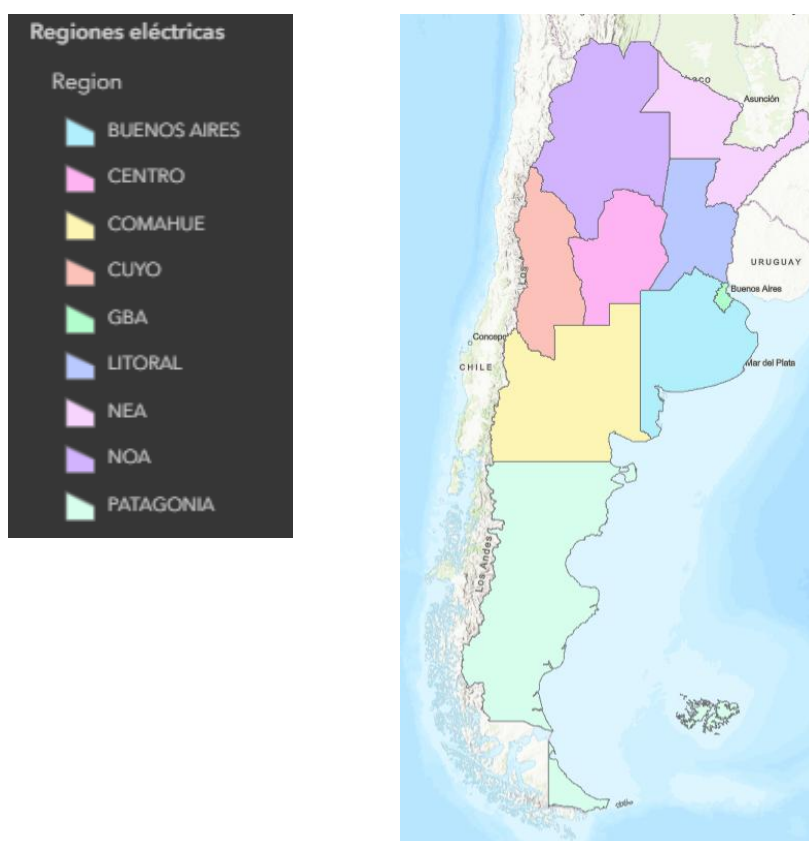 Regiones eléctricas
Region
BUENOS AIRES
CENTRO
COMAHUE
CUYO
GBA
LITORAL
NEA
NOA
PATAGONIA
Asunción
URUGUAY
Buenos Aires
CHILE
Mar del Plata
Los Andes